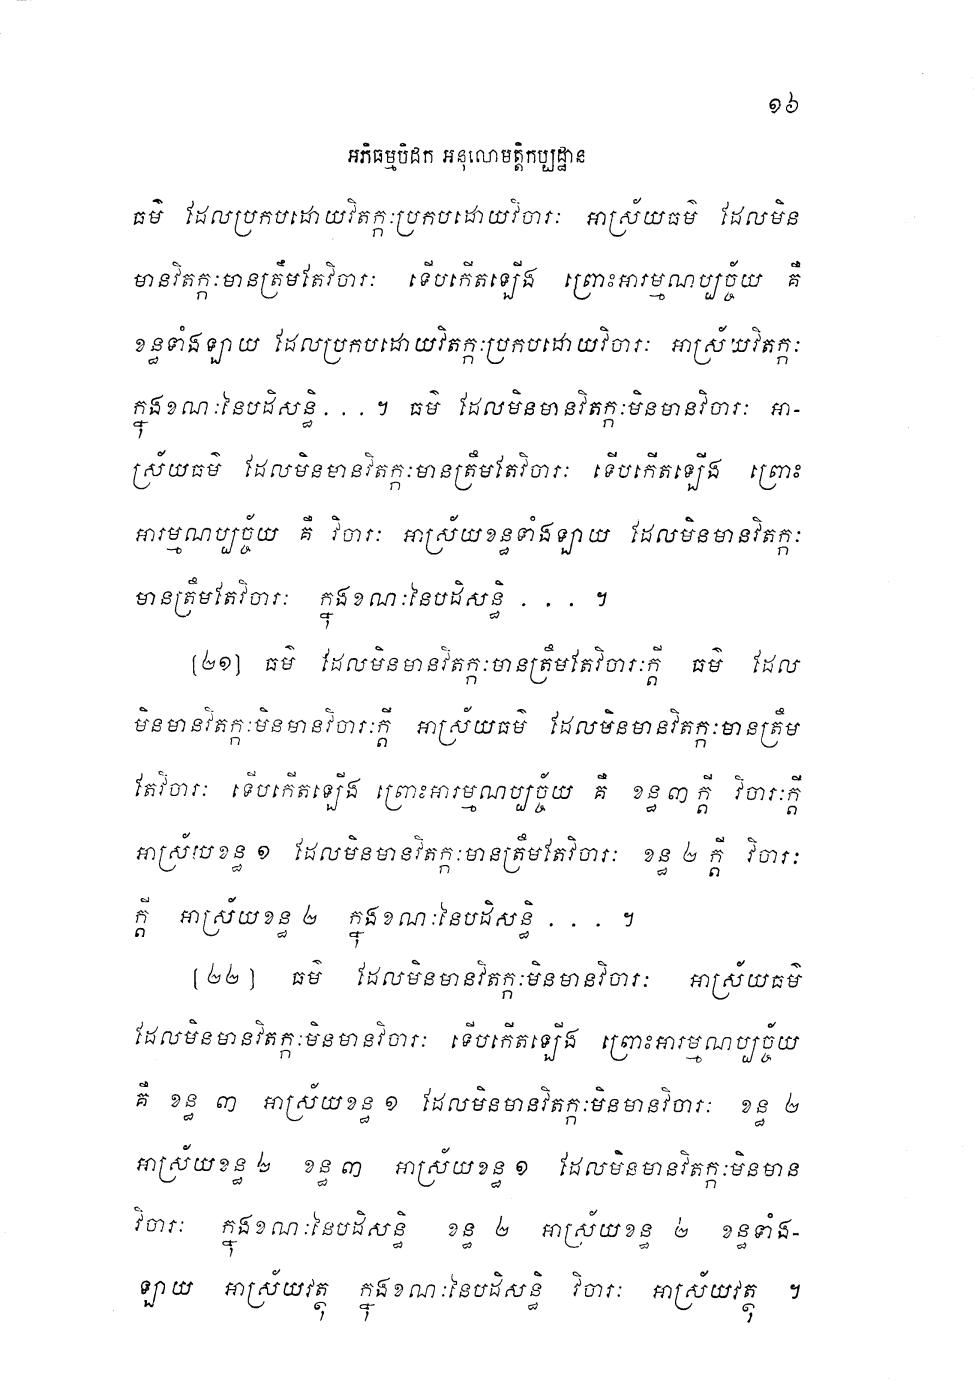 ១៦
អភិធម្មបិដក អនុលោមត្តិកប្បដ្ឋាន
ធម៌ ដែលប្រកបដោយវិតក្កៈប្រកបដោយវិចារៈ អាស្រ័យធម៌ ដែលមិន
មានវិតក្កៈមានត្រឹមតែវិចារៈ ទើបកើតឡើង ព្រោះអារម្មណប្បច្ច័យ គឺ
ខន្ធទាំងឡាយ ដែលប្រកបដោយវិតក្កៈប្រកបដោយវិចារៈ អាស្រ័យវិតក្កៈ
ក្នុងខណៈនៃបដិសន្ធិ . . . ។ ធម៌ ដែលមិនមានវិតក្កៈមិនមានវិចារៈ អា-
ស្រ័យធម៌ ដែលមិនមានវិតក្កៈមានត្រឹមតែវិចារៈ ទើបកើតឡើង ព្រោះ
អារម្មណប្បច្ច័យ គឺ វិចារៈ អាស្រ័យខន្ធទាំងឡាយ ដែលមិនមានវិតក្កៈ
មានត្រឹមតែវិចារៈ ក្នុងខណៈនៃបដិសន្ធិ . . . ។
[២១] ធម៌ ដែលមិនមានវិតក្កៈមានត្រឹមតែវិចារៈក្តី ធម៌ ដែល
មិនមានវិតក្កៈមិនមានវិចារៈក្តី អាស្រ័យធម៌ ដែលមិនមានវិតក្កៈមានត្រឹម
តែវិចារៈ ទើបកើតឡើង ព្រោះអារម្មណប្បច្ច័យ គឺ ខន្ធ ៣ ក្តី វិចារៈក្តី
អាស្រ័យខន្ធ ១ ដែលមិនមានវិតក្កៈមានត្រឹមតែវិចារៈ ខន្ធ ២ ក្តី វិចារៈ
ក្តី អាស្រ័យខន្ធ ២ ក្នុងខណៈនៃបដិសន្ធិ . . . ។
[២២] ធម៌ ដែលមិនមានវិតក្កៈមិនមានវិចារៈ អាស្រ័យធម៌
ដែលមិនមានវិតក្កៈមិនមានវិចារៈ ទើបកើតឡើង ព្រោះអារម្មណប្បច្ច័យ
គឺ ខន្ធ ៣ អាស្រ័យខន្ធ ១ ដែលមិនមានវិតក្កៈមិនមានវិចារៈ ខន្ធ ២
អាស្រ័យខន្ធ ២ ខន្ធ ៣ អាស្រ័យខន្ធ ១ ដែលមិនមានវិតក្កៈមិនមាន
វិចារៈ ក្នុងខណៈនៃបដិសន្ធិ ខន្ធ ២ អាស្រ័យខន្ធ ២ ខន្ធទាំង-
ឡាយ អាស្រ័យវត្ថុ ក្នុងខណៈនៃបដិសន្ធិ វិចារៈ អាស្រ័យវត្ថុ ។